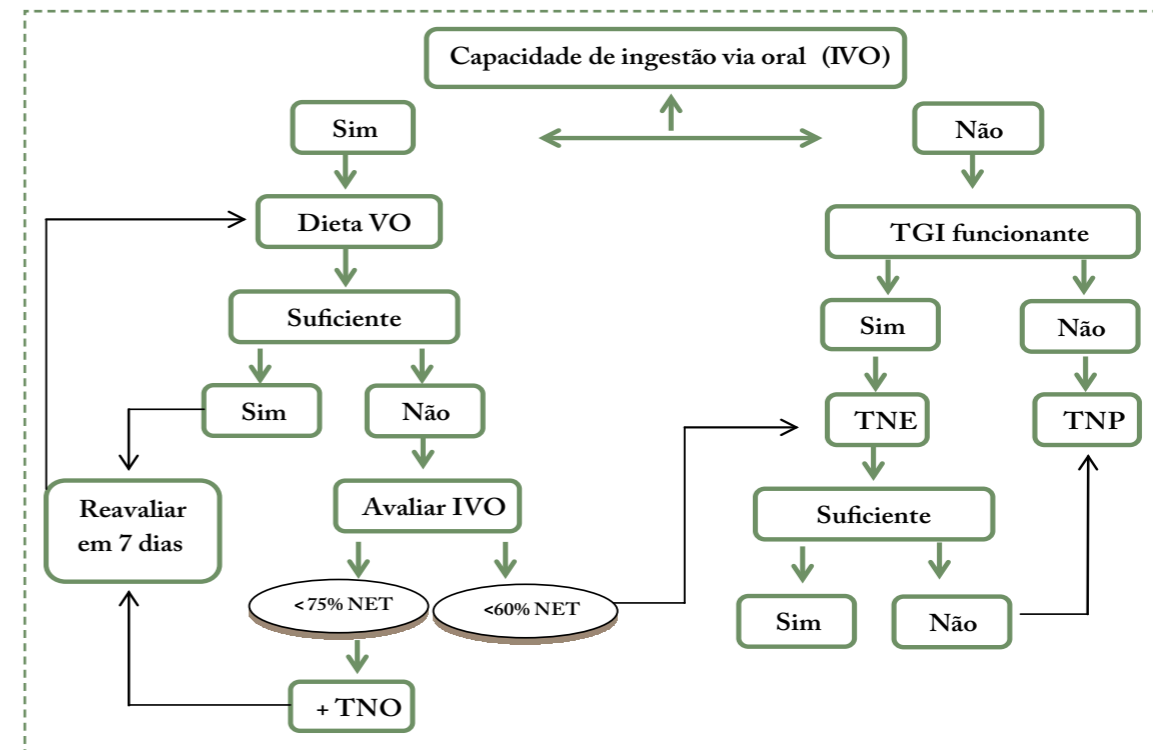 Capacidade de ingestão via oral (IVO)
Sim
Não
Dieta VO
TGI funcionante
Suficiente
Sim
Não
Sim
Não
TNE
TNP
Reavaliar
em 7 dias
Avaliar IVO
Suficiente
<75% NET
<60% NET
Sim
Não
+ TNO